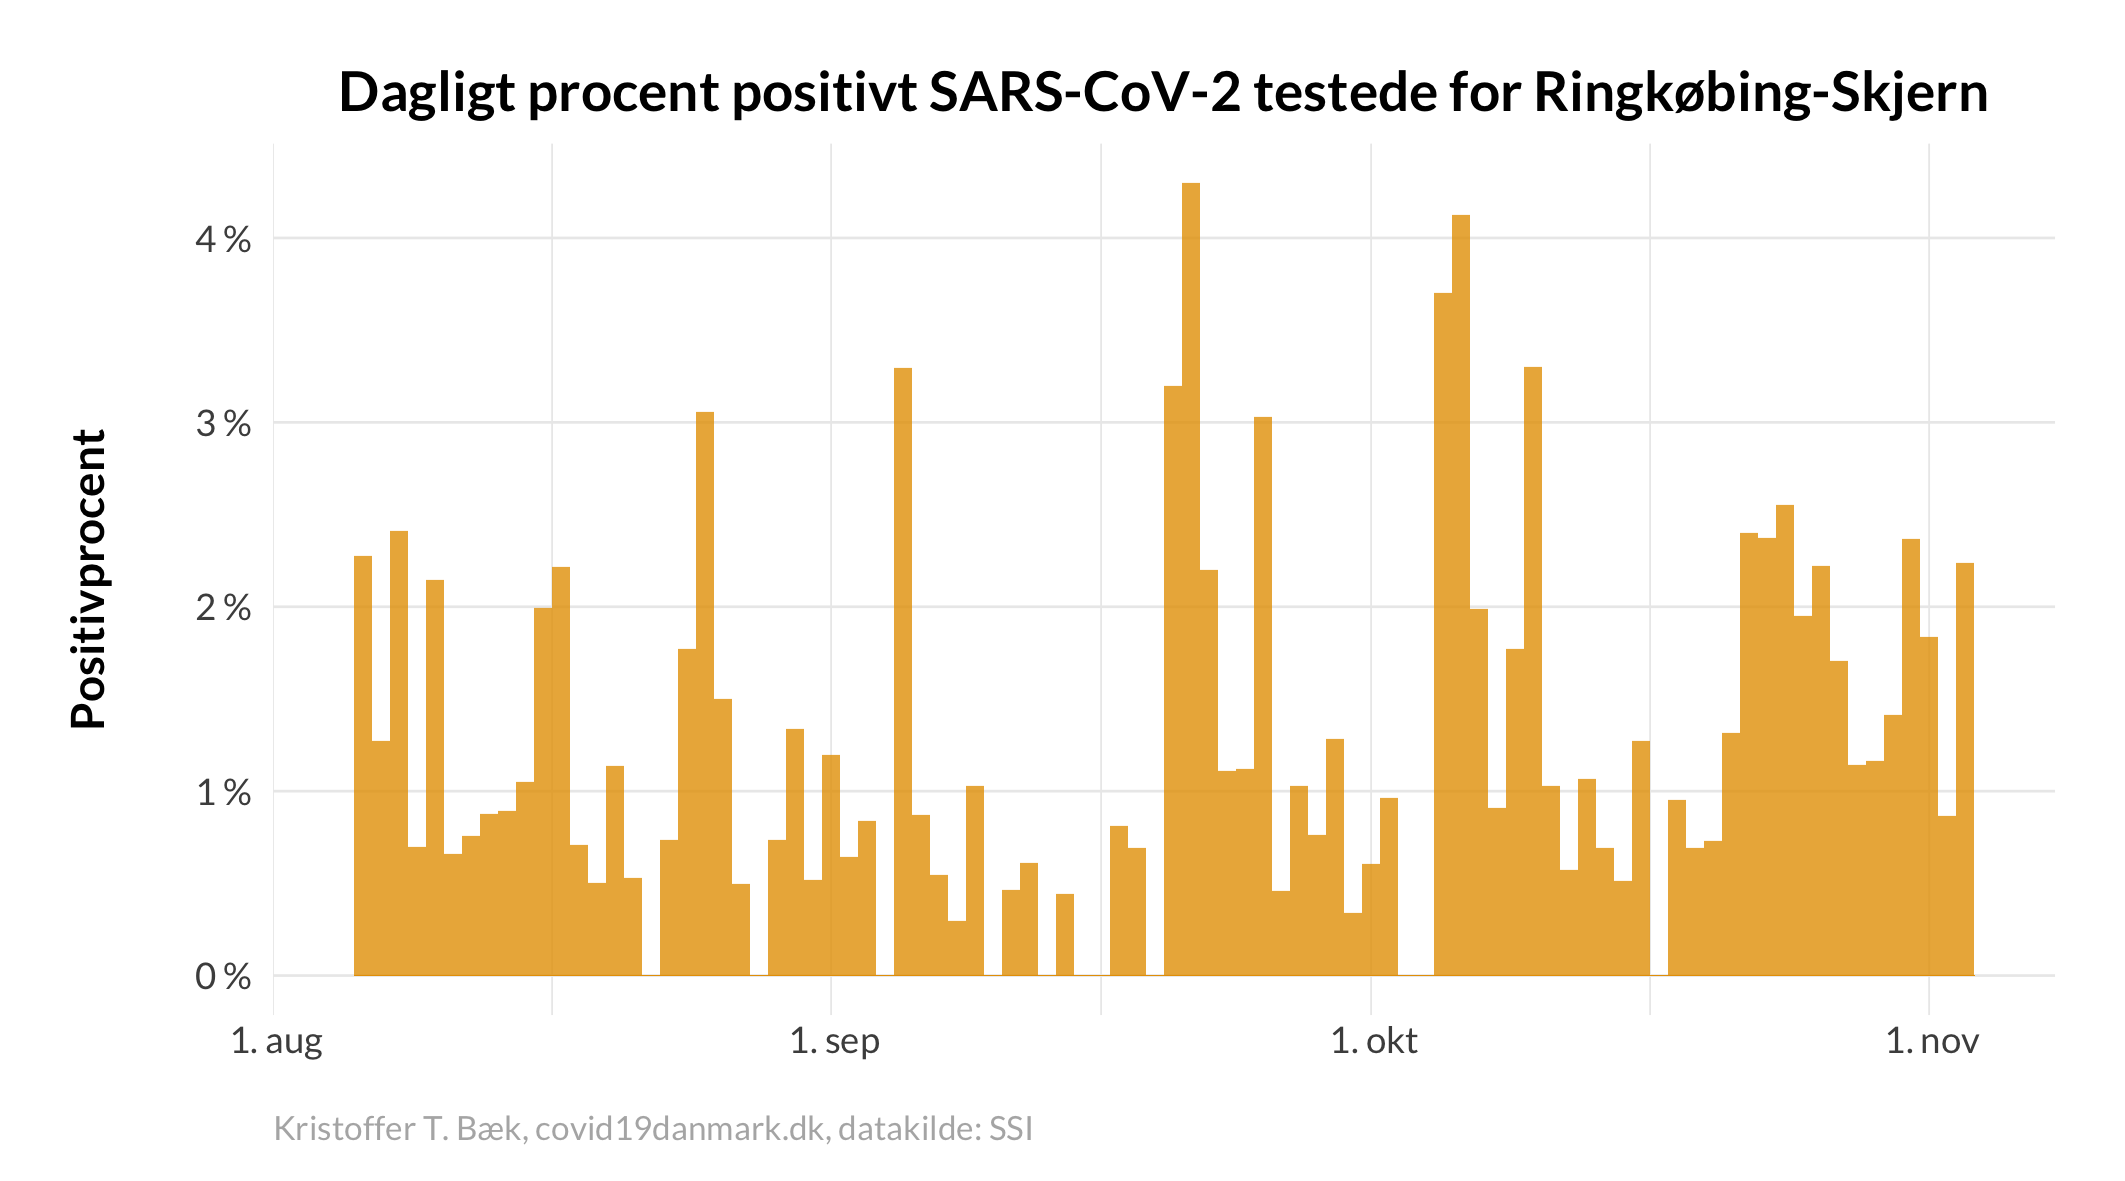 Dagligt procent positivt SARS-CoV-2 testede for Ringkøbing-Skjern
Positivprocent
4 %
3 %
2 %
1 %
0 %
1. aug
1. sep
1. okt
1. nov
Kristoffer T. Bæk, covid19danmark.dk, datakilde: SSI